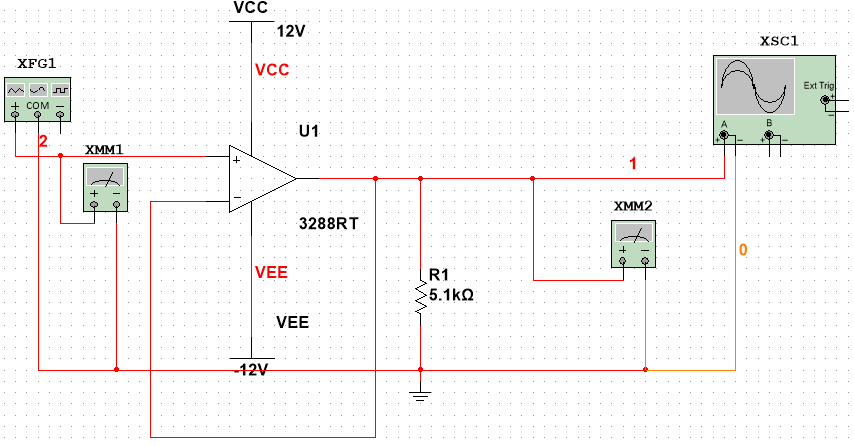 VCC
12V
XSC1
XFG1
VCC
Ext Trig
+
-
COM
+
-
A
B
+
-
+
-
U1
2
XMM1
+
-
+
-
1
XMM2
+
-
3288RT
0
VEE
R1
5.1kΩ
VEE
-12V